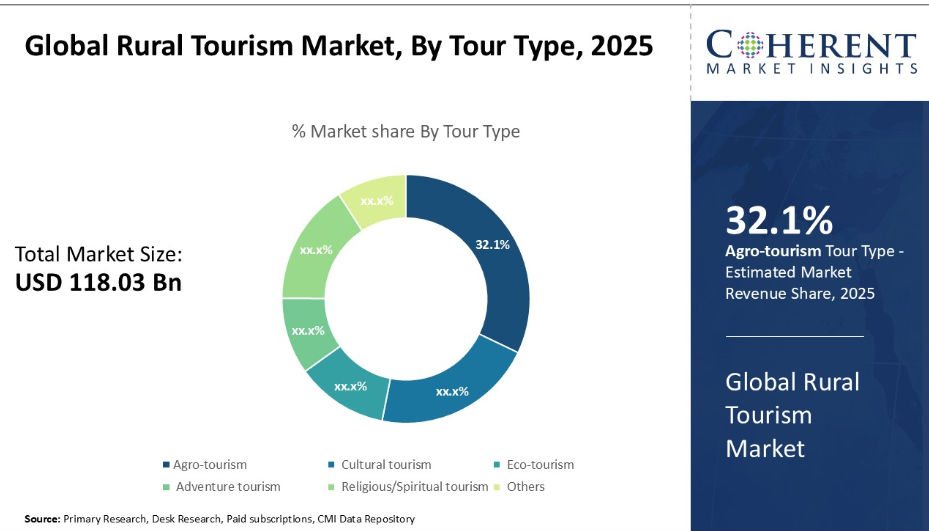 Global Rural Tourism Market, By Tour Type, 2025
COHERENT
MARKET INSIGHTS
% Market share By Tour Type
xx.x%
32.1%
xx.x%
xx.x%
xx.x%
xx.x%
Total Market Size:
USD 118.03 Bn
32.1%
Agro-tourism Tour Type -
Estimated Market
Revenue Share, 2025
Global Rural
Tourism
Market
Agro-tourism
Cultural tourism
Eco-tourism
Adventure tourism
Religious/Spiritual tourism
Others
Source: Primary Research, Desk Research, Paid subscriptions, CMI Data Repository